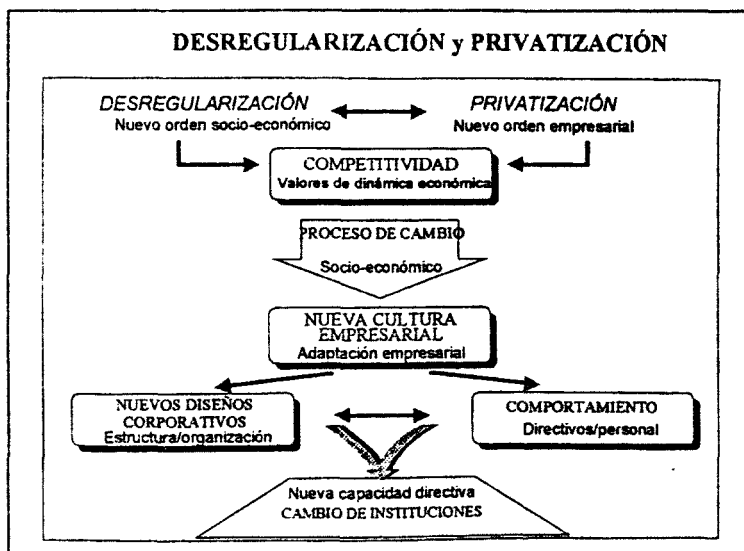 DESREGULARIZACIÓN y PRIVATIZACIÓN
DESREGULARIZACIÓN
Nuevo orden socio-económico
PRIVATIZACIÓN
Nuevo orden empresarial
COMPETITIVIDAD
Valores de dinámica económica
PROCESO DE CAMBIO
Socio-económico
NUEVA CULTURA
EMPRESARIAL
Adaptación empresarial
NUEVOS DISEÑOS
CORPORATIVOS
Estructura/organización
COMPORTAMIENTO
Directivos/personal
Nueva capacidad directiva
CAMBIO DE INSTITUCIONES